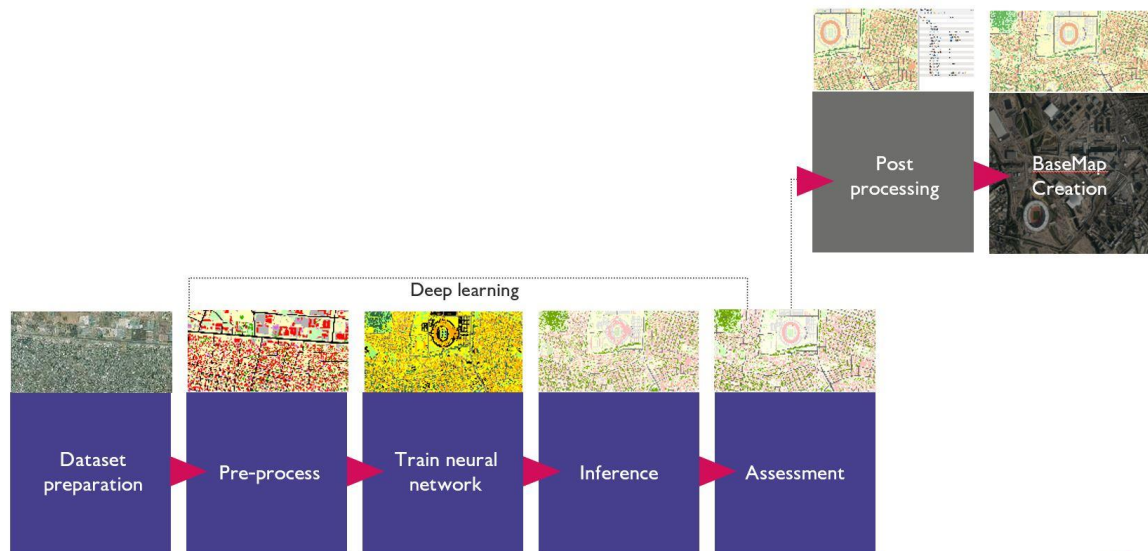 Post
processing
BaseMap
Creation
Deep learning
Dataset
preparation
Pre-process
Train neural
network
Inference
Assessment